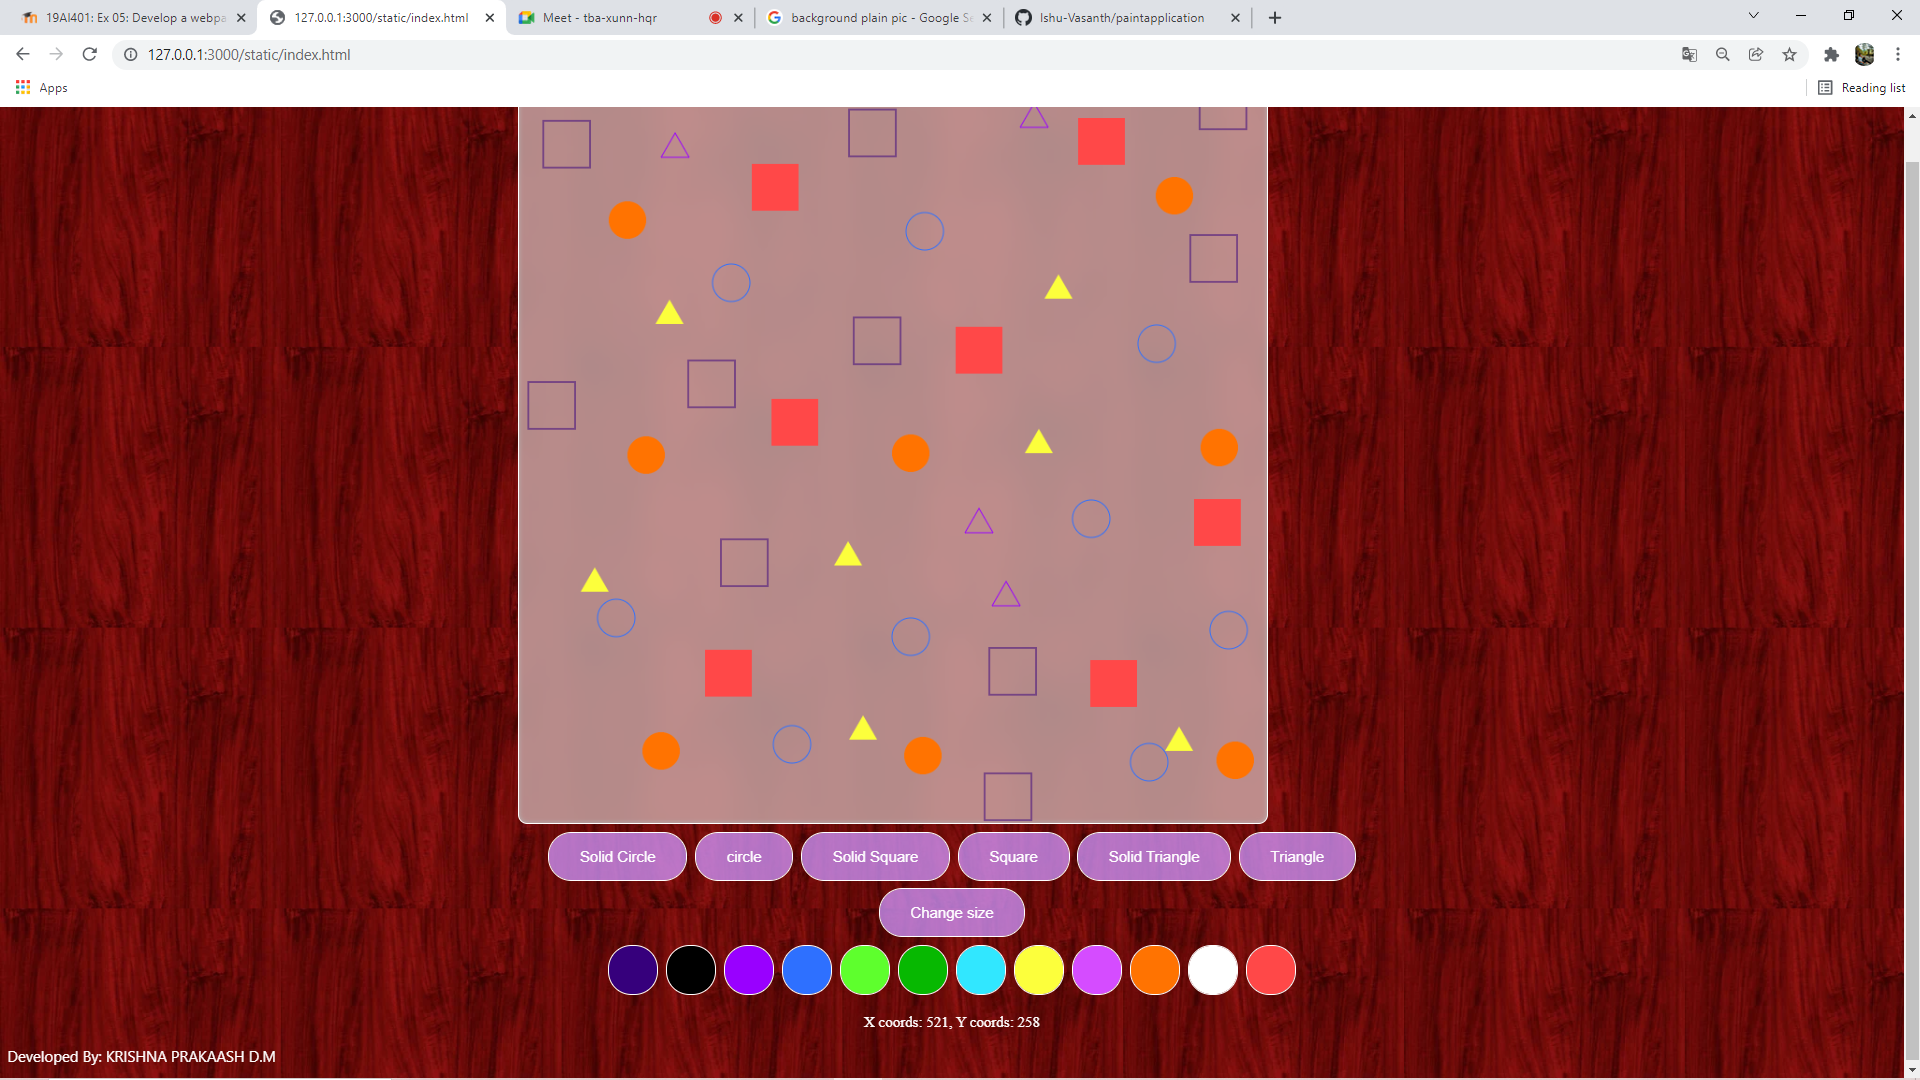 19AI401: Ex 05: Develop a webpa
127.0.0.1:3000/static/index.html
Meet - tba-xunn-hqr
background plain pic - Google Se
Ishu-Vasanth/paintapplication
127.0.0.1:3000/static/index.html
Apps
Reading list
Solid Circle
circle
Solid Square
Square
Solid Triangle
Triangle
Change size
X coords: 521, Y coords: 258
Developed By: KRISHNA PRAKAASH D.M